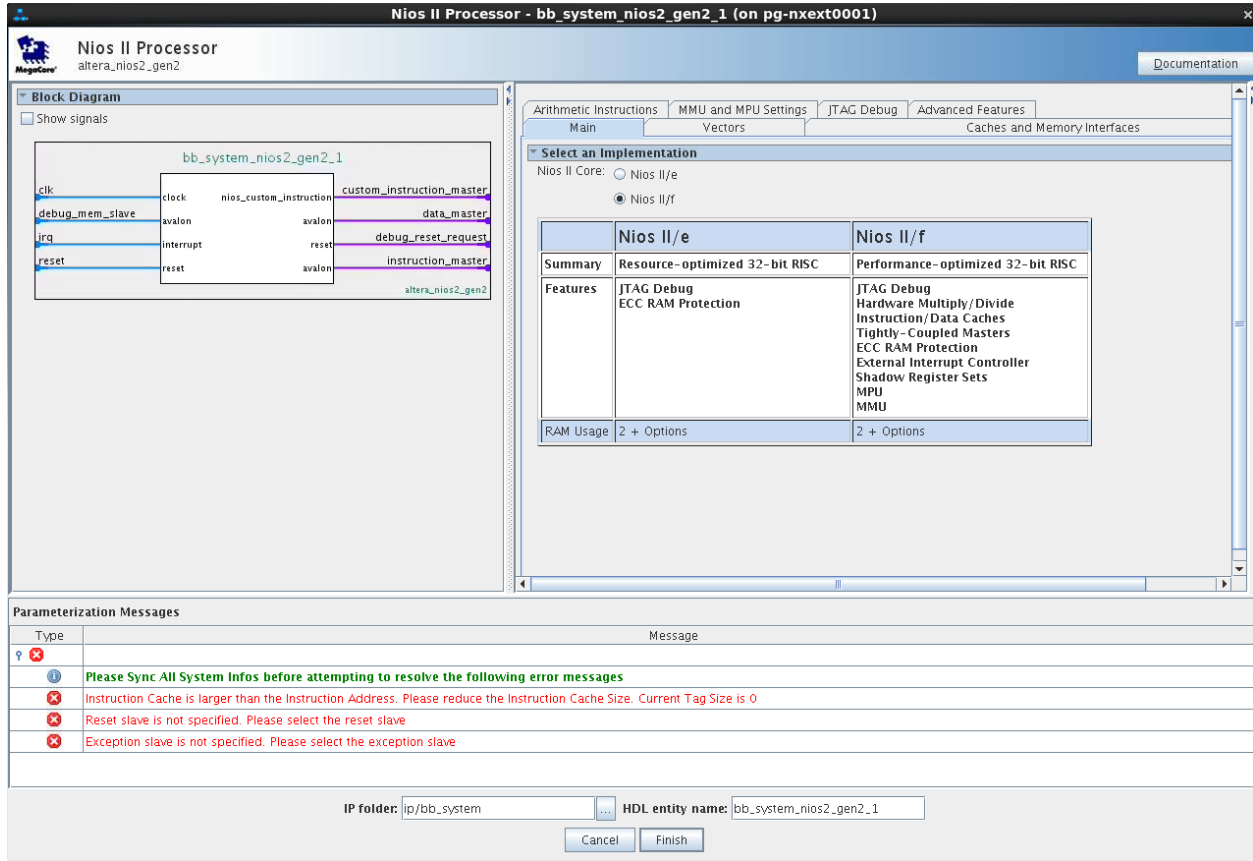 Nios II Processor - bb_system_nios2_gen2_1 (on pg-nxext0001)
Nios II Processor
altera_nios2_gen2
MegaCore'
Documentation
Block Diagram
Show signals
bb_system_nios2_gen2_1
clk
clock
nios_custom_instruction
custom_instruction_master
debug_mem_slave
avalon
avalon
data_master
irq
interrupt
reset
debug_reset_request
reset
reset
avalon
instruction_master
altera_nios2_gen2
Arithmetic Instructions MMU and MPU Settings JTAG Debug Advanced Features
Main Vectors Caches and Memory Interfaces
Select an Implementation
Nios II Core: Nios II/e
Nios II/f
Nios II/e Nios II/f
Summary Resource-optimized 32-bit RISC Performance-optimized 32-bit RISC
Features JTAG Debug JTAG Debug
ECC RAM Protection Hardware Multiply/Divide
Instruction/Data Caches
Tightly-Coupled Masters
ECC RAM Protection
External Interrupt Controller
Shadow Register Sets
MPU
MMU
RAM Usage 2 + Options 2 + Options
Parameterization Messages
Type Message
Please Sync All System Infos before attempting to resolve the following error messages
Instruction Cache is larger than the Instruction Address. Please reduce the Instruction Cache Size. Current Tag Size is 0
Reset slave is not specified. Please select the reset slave
Exception slave is not specified. Please select the exception slave
IP folder: ip/bb_system ... HDL entity name: bb_system_nios2_gen2_1
Cancel Finish